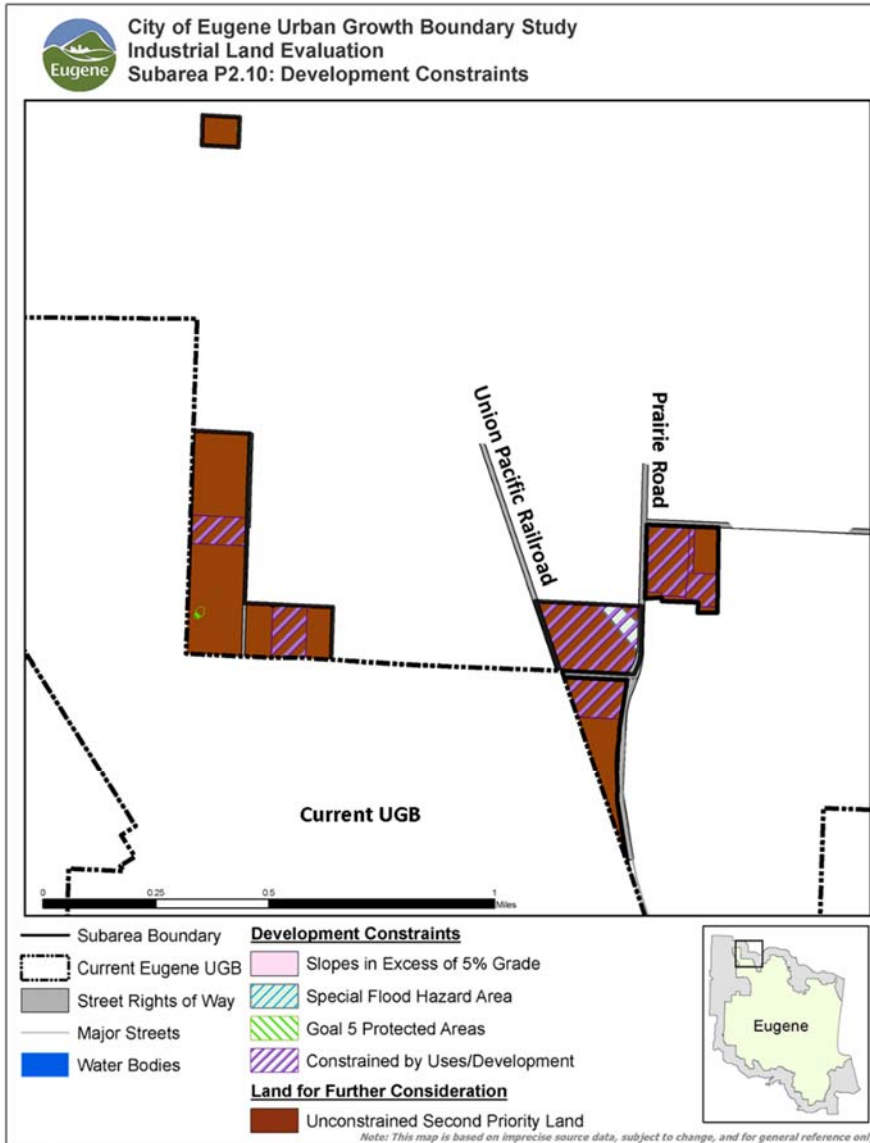 City of Eugene Urban Growth Boundary Study
Industrial Land Evaluation
Subarea P2.10: Development Constraints
Eugene
Union Pacific Railroad
Prairie Road
Current UGB
0 0.25 0.5 1
Miles
Subarea Boundary
Current Eugene UGB
Street Rights of Way
Major Streets
Water Bodies
Development Constraints
Slopes in Excess of 5% Grade
Special Flood Hazard Area
Goal 5 Protected Areas
Constrained by Uses/Development
Land for Further Consideration
Unconstrained Second Priority Land
Eugene
Note: This map is based on imprecise source data, subject to change, and for general reference onl